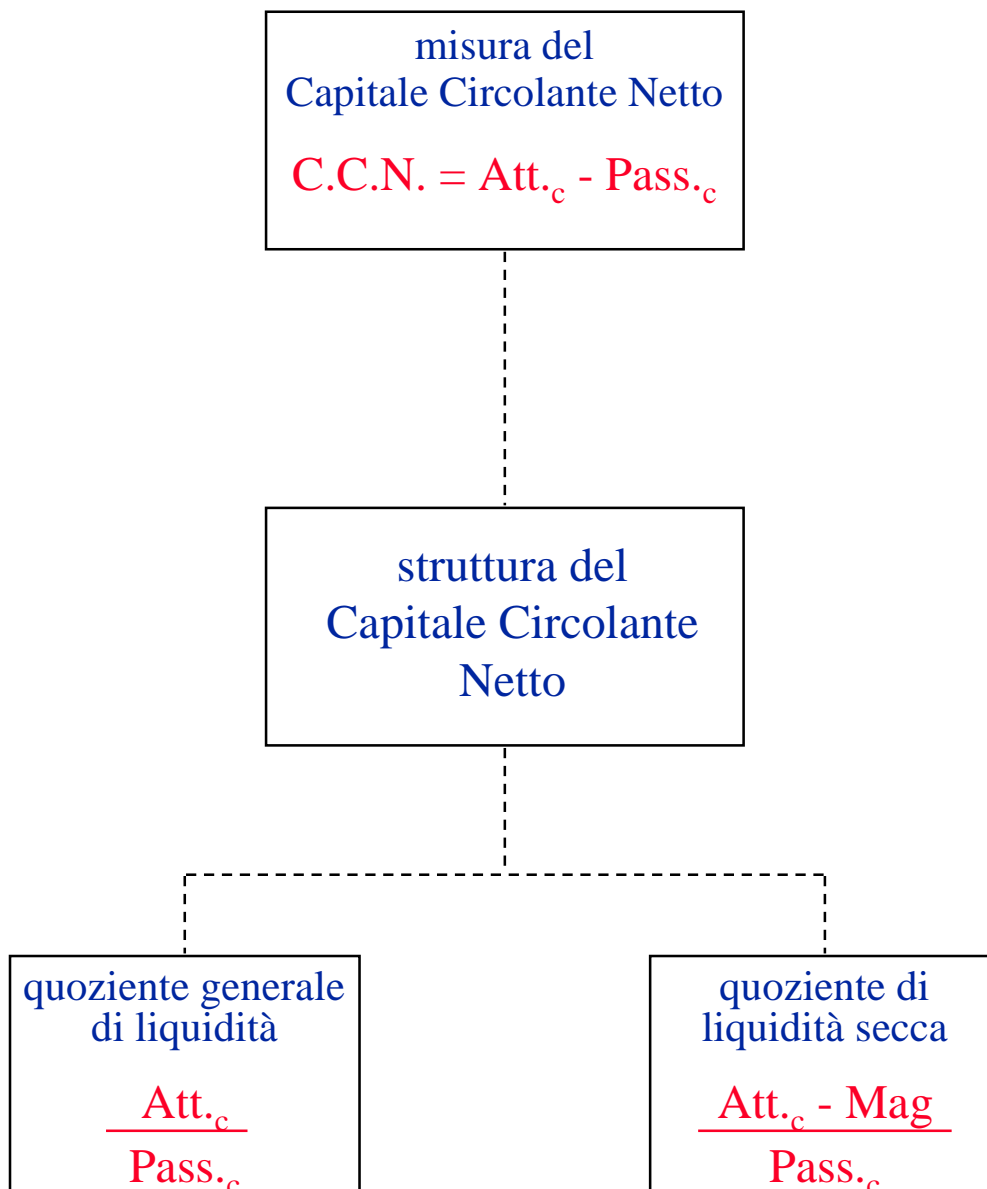 misura del
Capitale Circolante Netto
C.C.N. = Att.c - Pass.c
struttura del
Capitale Circolante
Netto
quoziente generale
di liquidità
Att.c
Pass.c
quoziente di
liquidità secca
Att.c - Mag
Pass.c